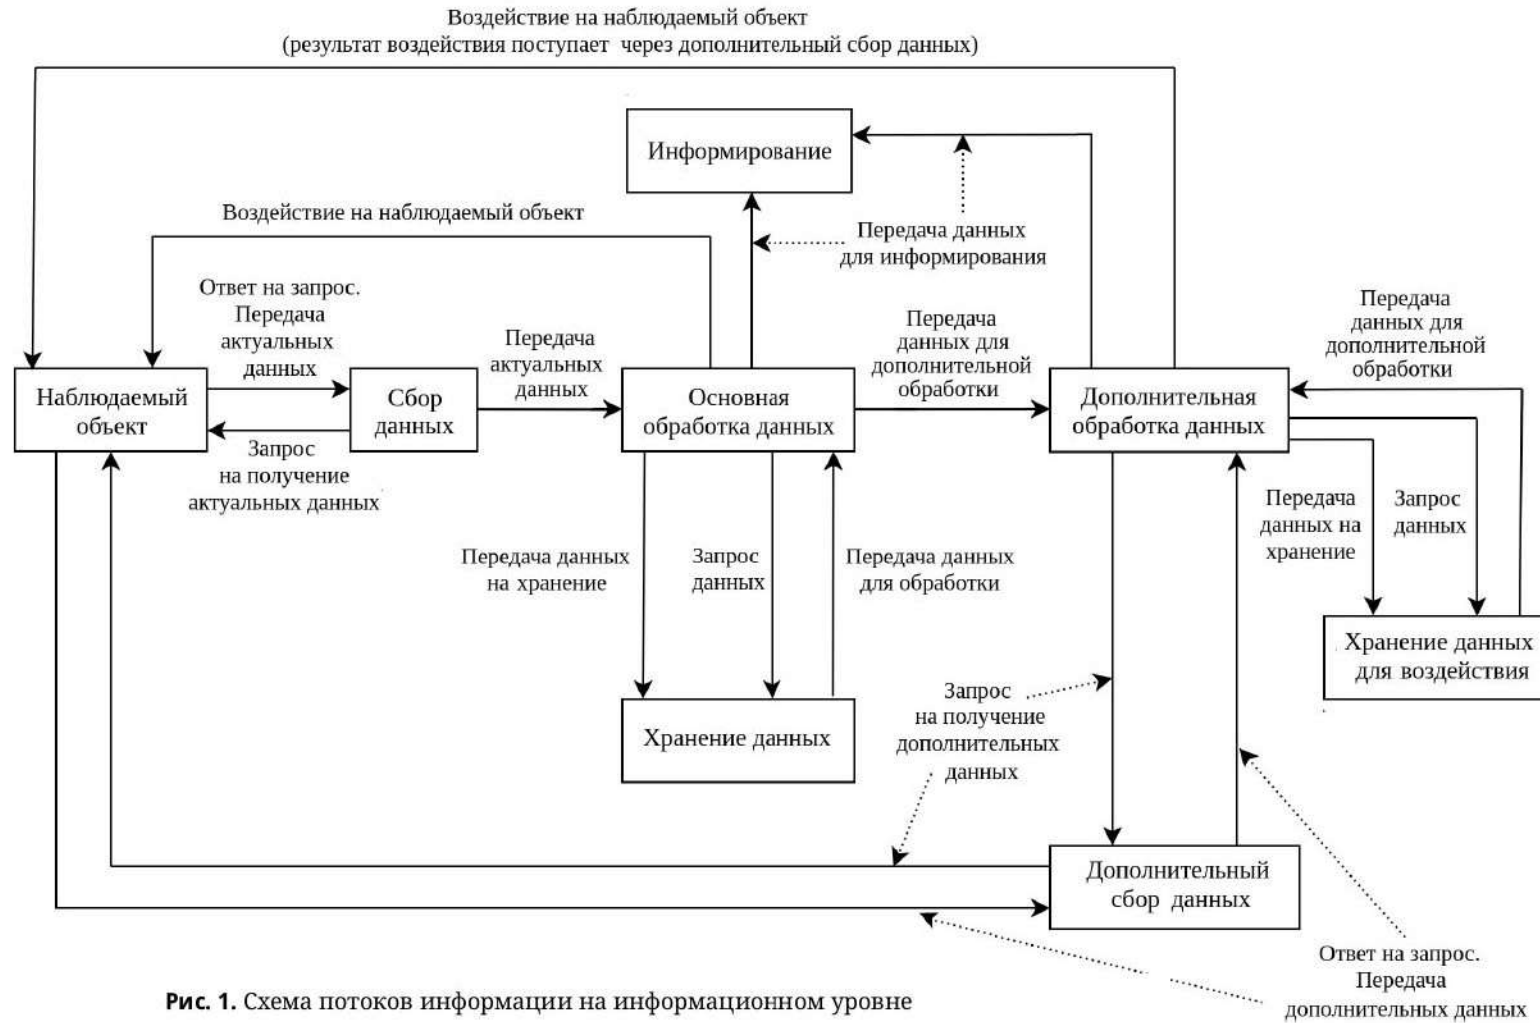 Воздействие на наблюдаемый объект
(результат воздействия поступает через дополнительный сбор данных)
Информирование
Воздействие на наблюдаемый объект
Передача данных
для информирования
Ответ на запрос.
Передача
актуальных
данных
Передача
актуальных
данных
Передача
данных для
дополнительной
обработки
Передача
данных для
дополнительной
обработки
Наблюдаемый
объект
Сбор
данных
Основная
обработка данных
Дополнительная
обработка данных
Запрос
на получение
актуальных данных
Передача данных
на хранение
Запрос
данных
Передача данных
для обработки
Передача
данных на
хранение
Запрос
данных
Хранение данных
для воздействия
Хранение данных
Запрос
на получение
дополнительных
данных
Дополнительный
сбор данных
Ответ на запрос.
Передача
дополнительных данных
Рис. 1. Схема потоков информации на информационном уровне